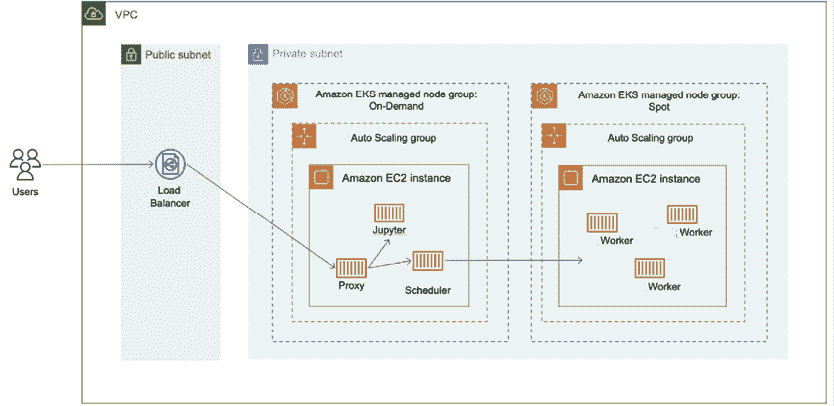 VPC
Public subnet
Private subnet
Amazon EKS managed node group:
On-Demand
Amazon EKS managed node group:
Spot
Auto Scaling group
Auto Scaling group
Amazon EC2 instance
Amazon EC2 instance
Users
Load
Balancer
Jupyter
Proxy
Scheduler
Worker
Worker
Worker